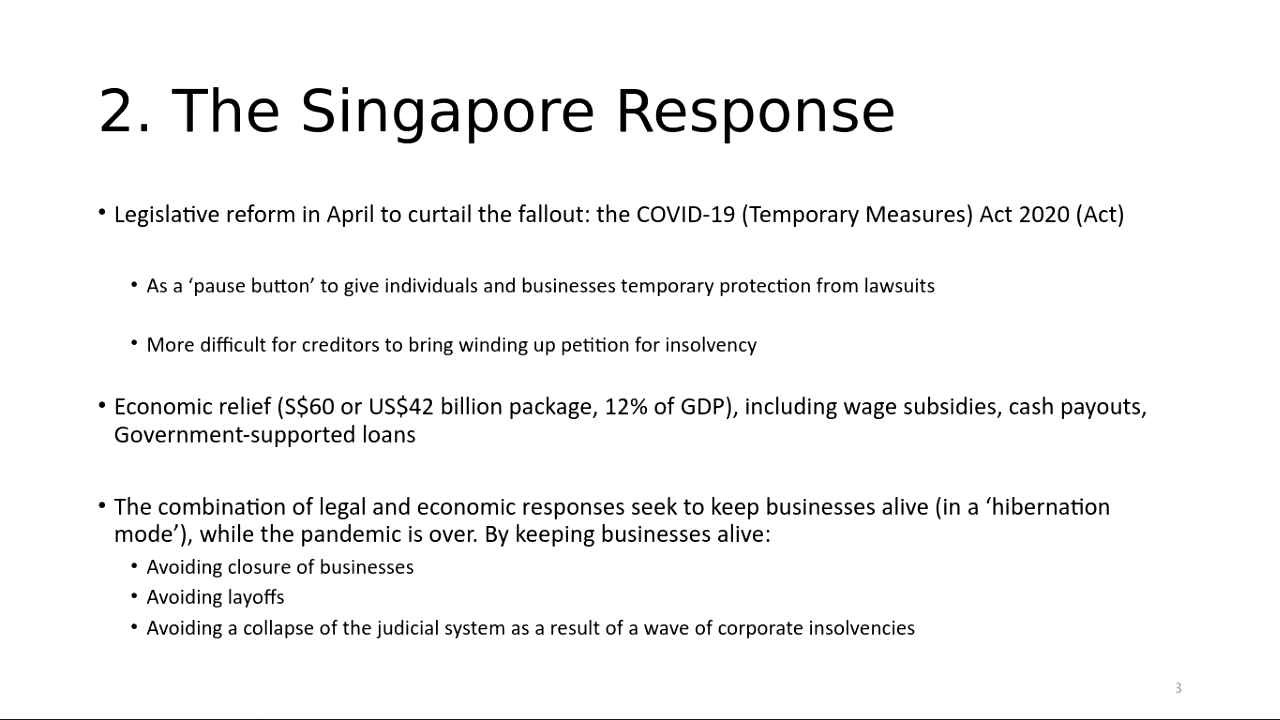 2. The Singapore Response
• Legislative reform in April to curtail the fallout: the COVID-19 (Temporary Measures) Act 2020 (Act)
• As a ‘pause button’ to give individuals and businesses temporary protection from lawsuits
• More difficult for creditors to bring winding up petition for insolvency
• Economic relief (S$60 or US$42 billion package, 12% of GDP), including wage subsidies, cash payouts,
Government-supported loans
• The combination of legal and economic responses seek to keep businesses alive (in a ‘hibernation
mode’), while the pandemic is over. By keeping businesses alive:
• Avoiding closure of businesses
• Avoiding layoffs
• Avoiding a collapse of the judicial system as a result of a wave of corporate insolvencies
3